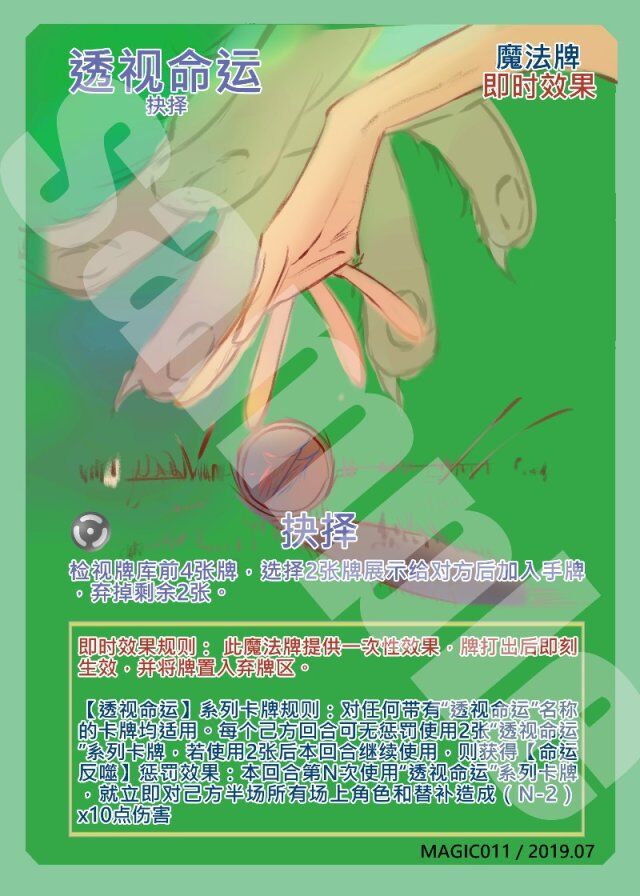 透视命运
抉择
魔法牌
即时效果
Sample
抉择
检视牌库前4张牌，选择2张牌展示给对方后加入手牌
，弃掉剩余2张。
即时效果规则： 此魔法牌提供一次性效果，牌打出后即刻
生效，并将牌置入弃牌区。
【透视命运】系列卡牌规则：对任何带有“透视命运”名称
的卡牌均适用。每个己方回合可无惩罚使用2张“透视命运
”系列卡牌，若使用2张后本回合继续使用，则获得【命运
反噬】惩罚效果：本回合第N次使用“透视命运”系列卡牌
，就立即对己方半场所有场上角色和替补造成（N-2）
x10点伤害
MAGIC011 / 2019.07